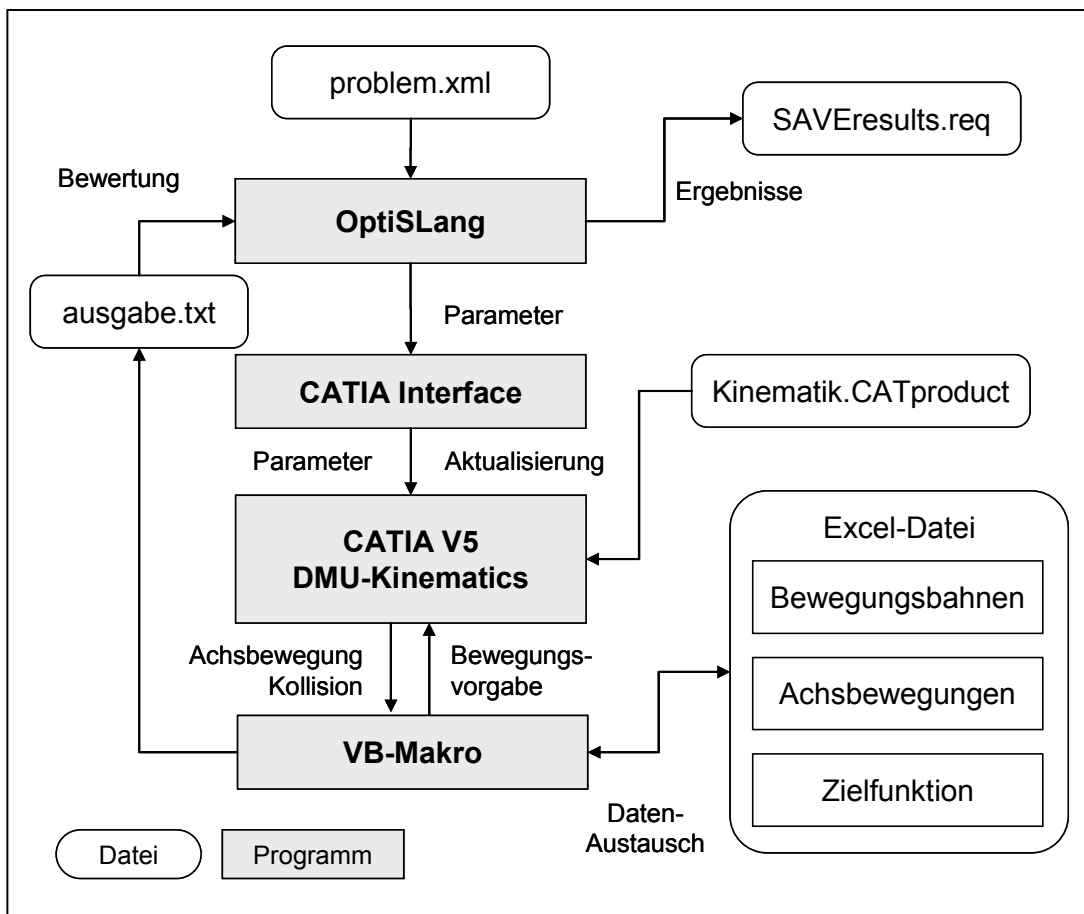 problem.xml
SAVEresults.req
Bewertung
Ergebnisse
OptiSLang
ausgabe.txt
Parameter
CATIA Interface
Kinematik.CATproduct
Parameter
Aktualisierung
CATIA V5
DMU-Kinematics
Excel-Datei
Bewegungsbahnen
Achsbewegungen
Zielfunktion
Achsbewegung
Kollision
Bewegungs-
vorgabe
VB-Makro
Daten-
Austausch
Datei
Programm